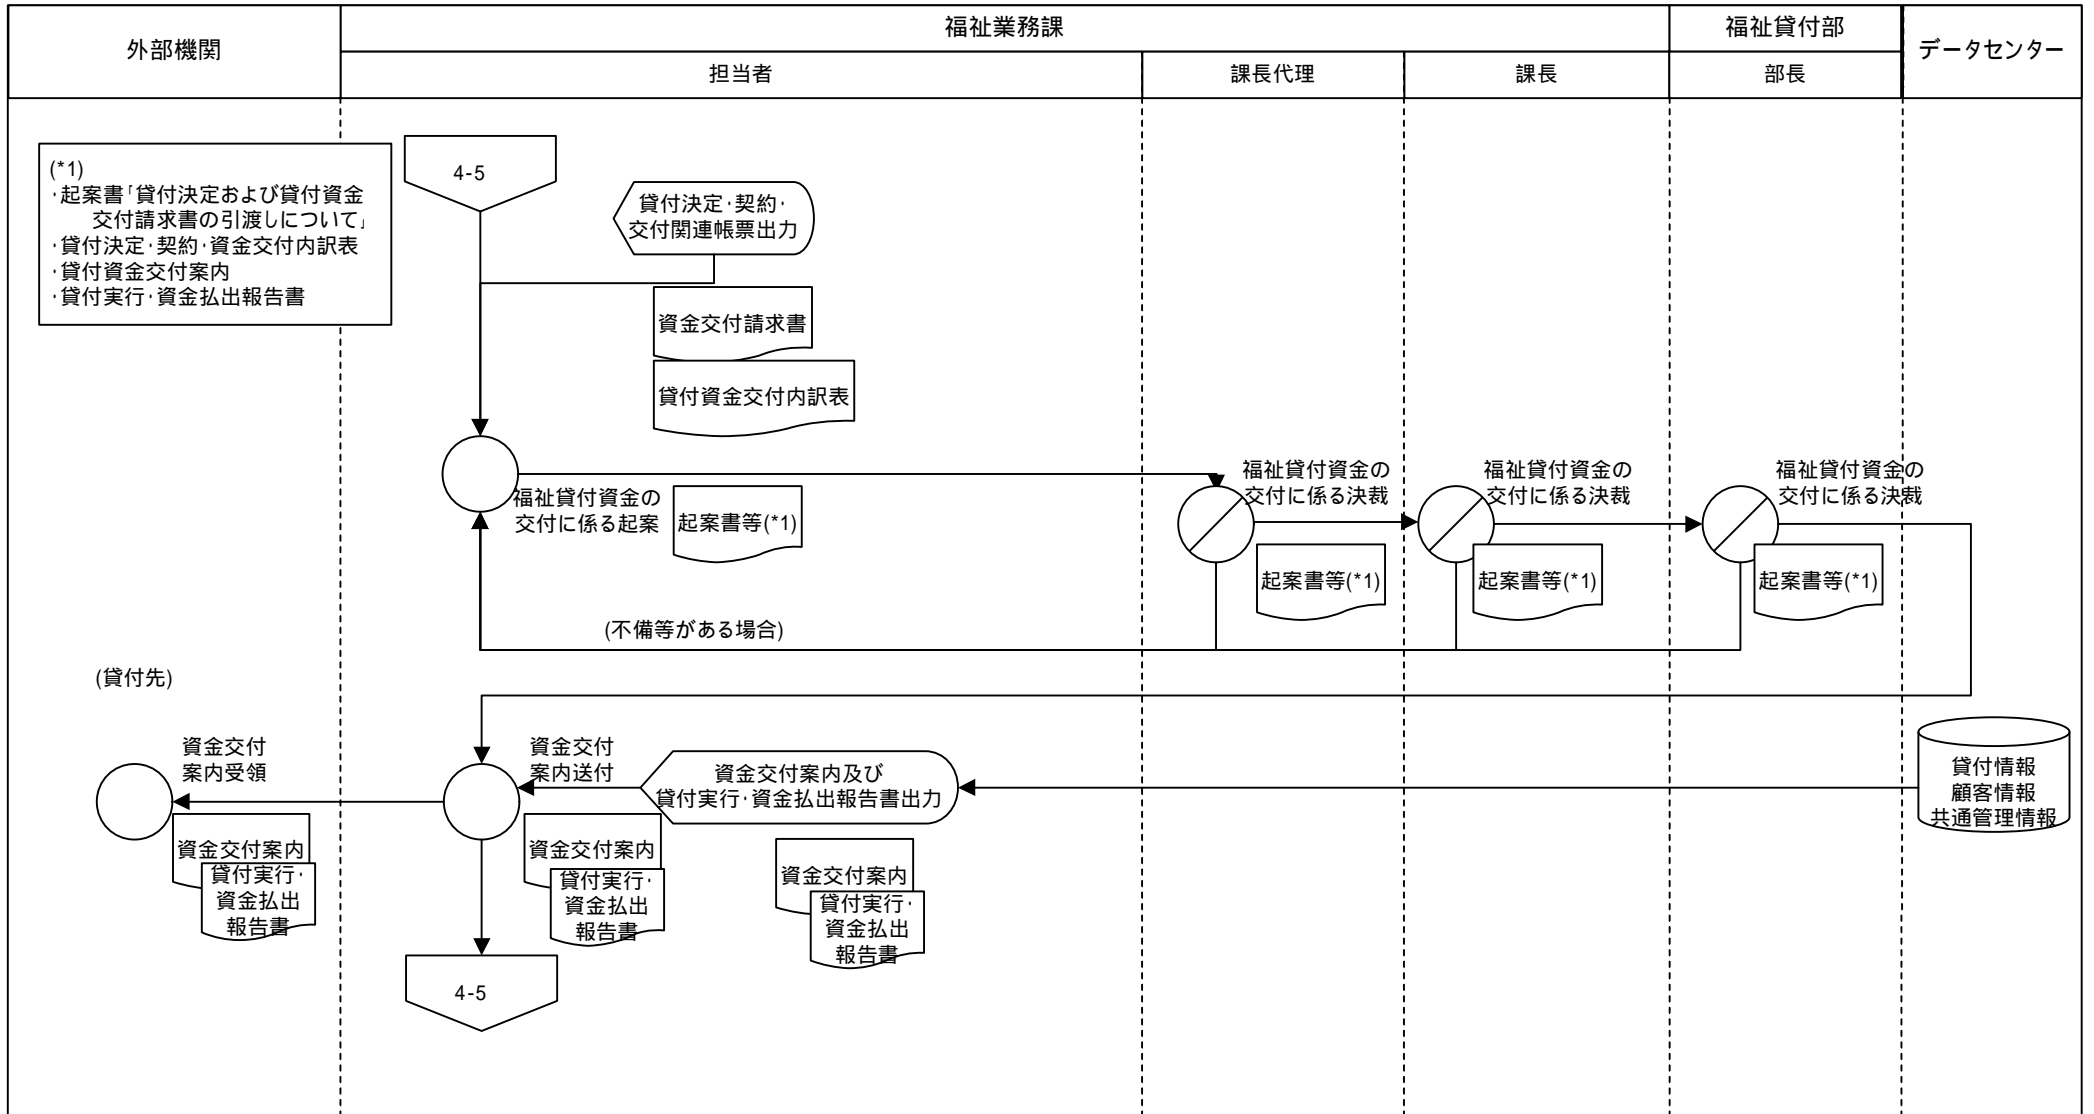 外部機関
福祉業務課
福祉貸付部
データセンター
担当者
課長代理
課長
部長
(*1)
・起案書「貸付決定および貸付資金
交付請求書の引渡しについて」
・貸付決定・契約・資金交付内訳表
・貸付資金交付案内
・貸付実行・資金払出報告書
4-5
貸付決定・契約・
交付関連帳票出力
資金交付請求書
貸付資金交付内訳表
福祉貸付資金の
交付に係る起案
起案書等(*1)
福祉貸付資金の
交付に係る決裁
起案書等(*1)
福祉貸付資金の
交付に係る決裁
起案書等(*1)
福祉貸付資金の
交付に係る決裁
起案書等(*1)
(不備等がある場合)
(貸付先)
資金交付
案内受領
資金交付案内
貸付実行・
資金払出
報告書
資金交付
案内送付
資金交付案内
貸付実行・
資金払出
報告書
資金交付案内及び
貸付実行・資金払出報告書出力
資金交付案内
貸付実行・
資金払出
報告書
貸付情報
顧客情報
共通管理情報
4-5